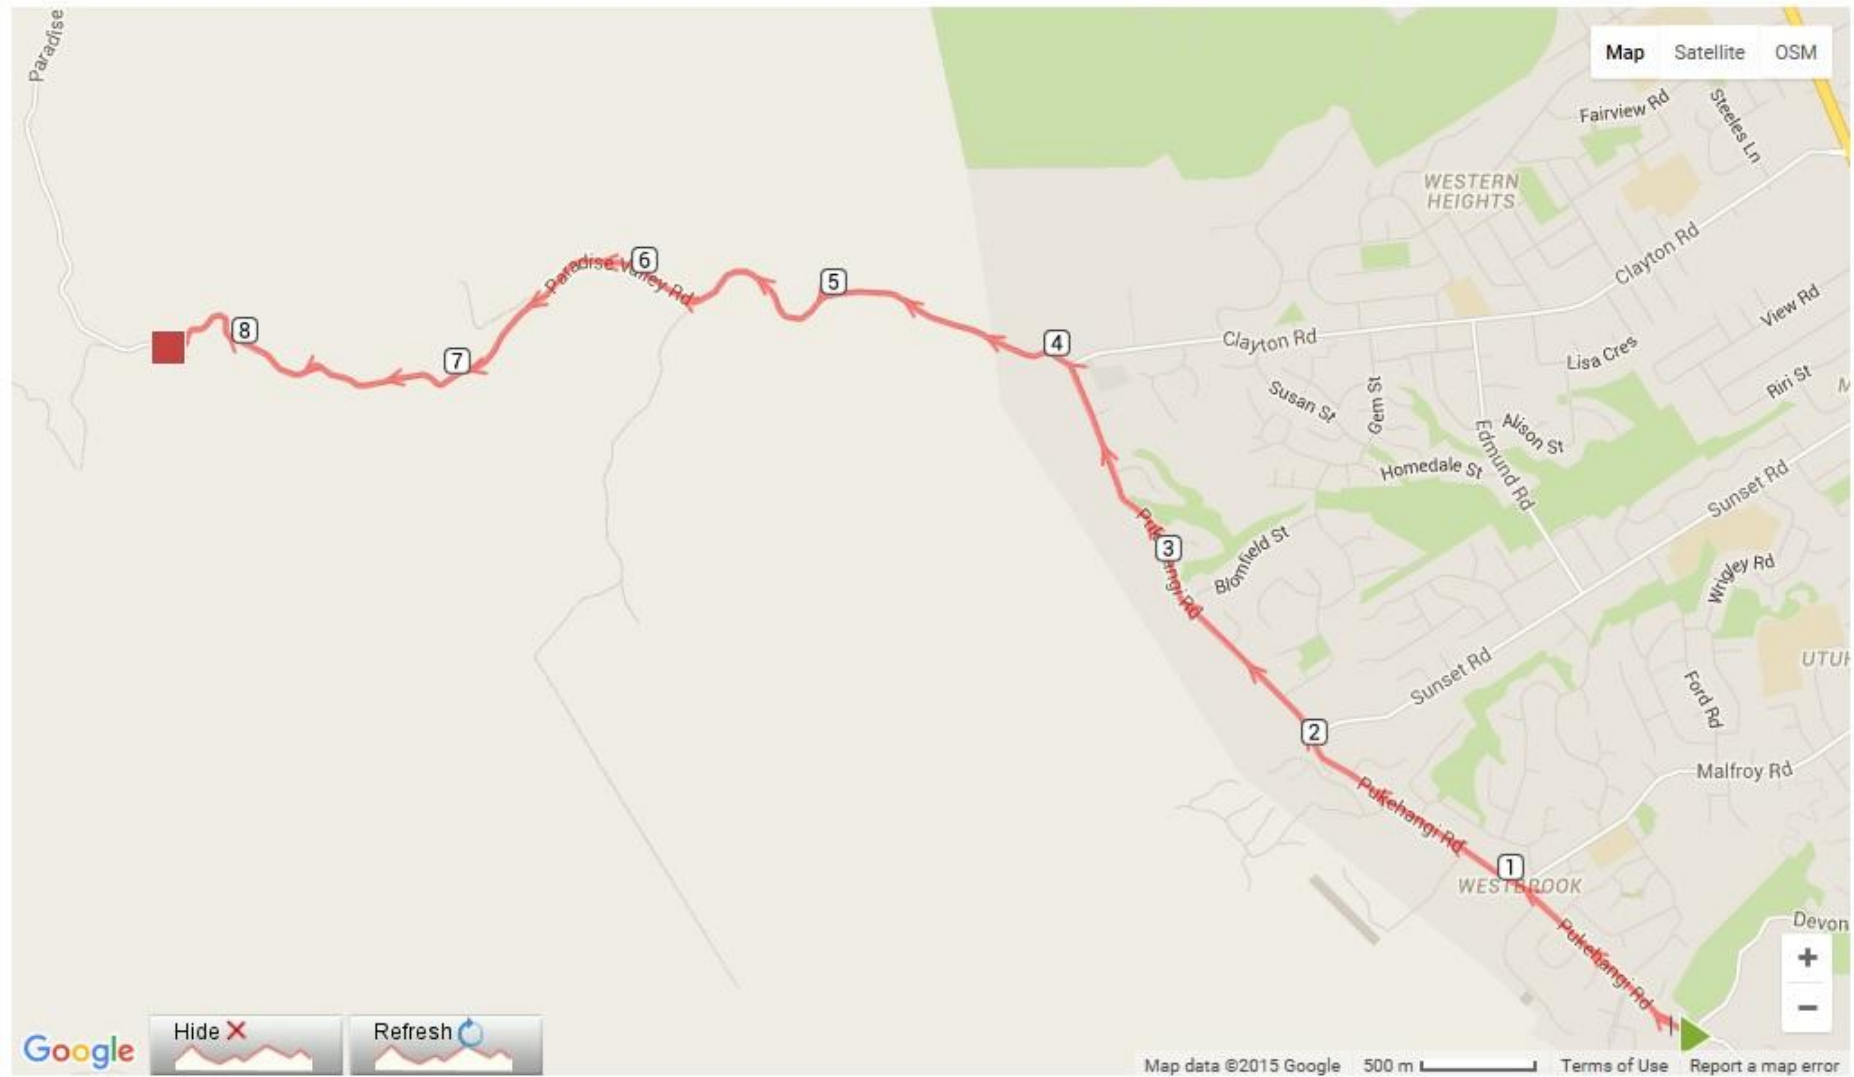 Paradise
Map Satellite OSM
Fairview Rd
Steeles Ln
WESTERN
HEIGHTS
Clayton Rd
View Rd
6
Paradise Valley Rd
5
8
7
4
Clayton Rd
Lisa Cres
Riri St
Susan St
Gem St
Alison St
Edmund Rd
Homedale St
Sunset Rd
3
Pukehangi Rd
Blomfield St
Wrigley Rd
Sunset Rd
Ford Rd
2
Malfroy Rd
Pukehangi Rd
1
WESTBROOK
Devon
Pukehangi Rd
+
−
Hide
Refresh
Google
Map data ©2015 Google 500 m Terms of Use Report a map error